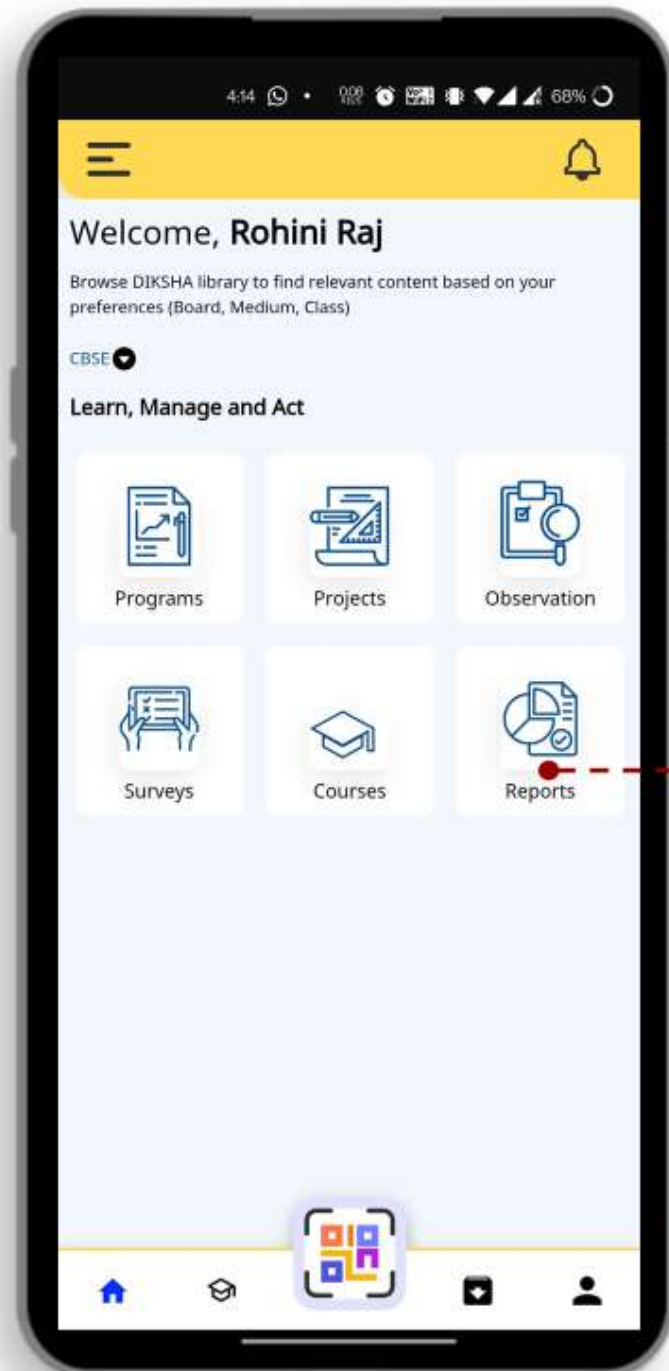 4:14 68%
Welcome, Rohini Raj
Browse DIKSHA library to find relevant content based on your
preferences (Board, Medium, Class)
CBSE
Learn, Manage and Act
Programs Projects Observation
Surveys Courses Reports